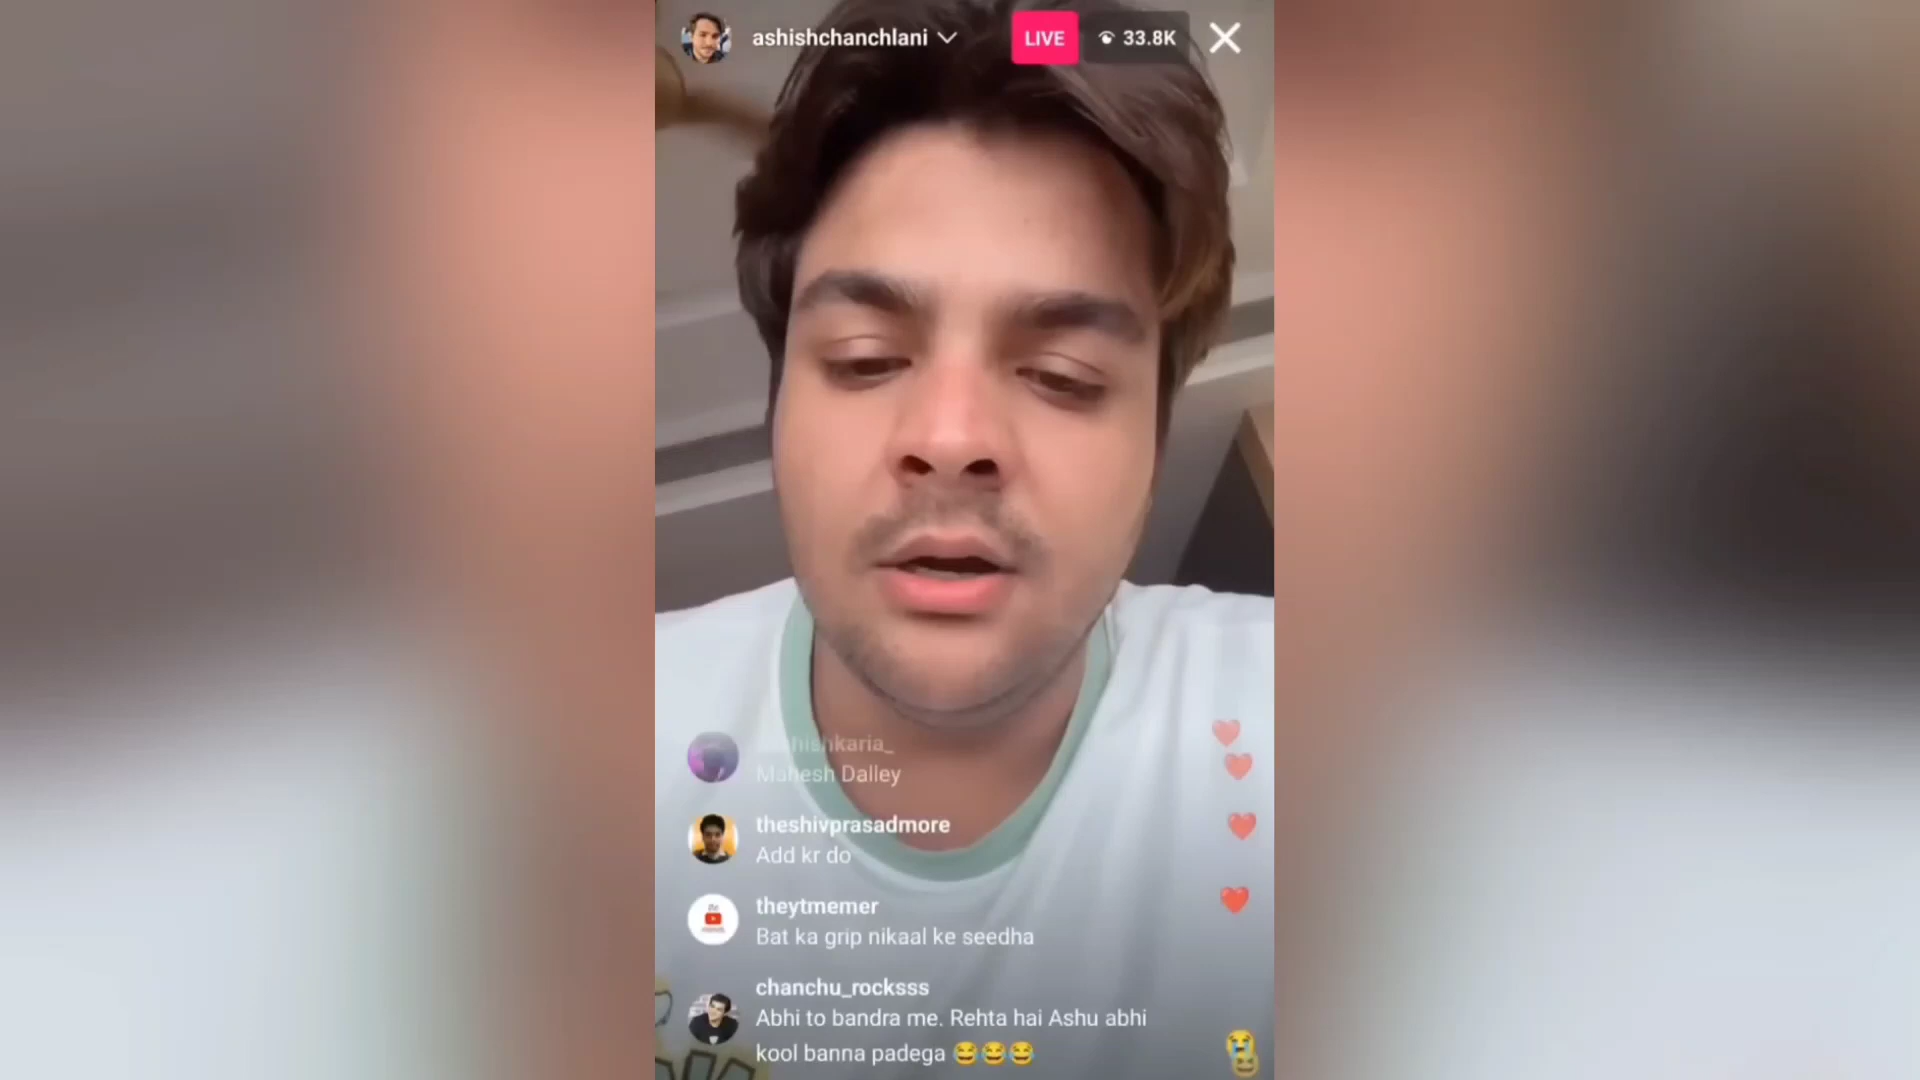 ashishchanchlani
LIVE
33.8K
Mahesh Dalley
theshivprasadmore
Add kr do
theytmemer
Bat ka grip nikaal ke seedha
chanchu_rocksss
Abhi to bandra me. Rehta hai Ashu abhi
kool banna padega 😂😂😂